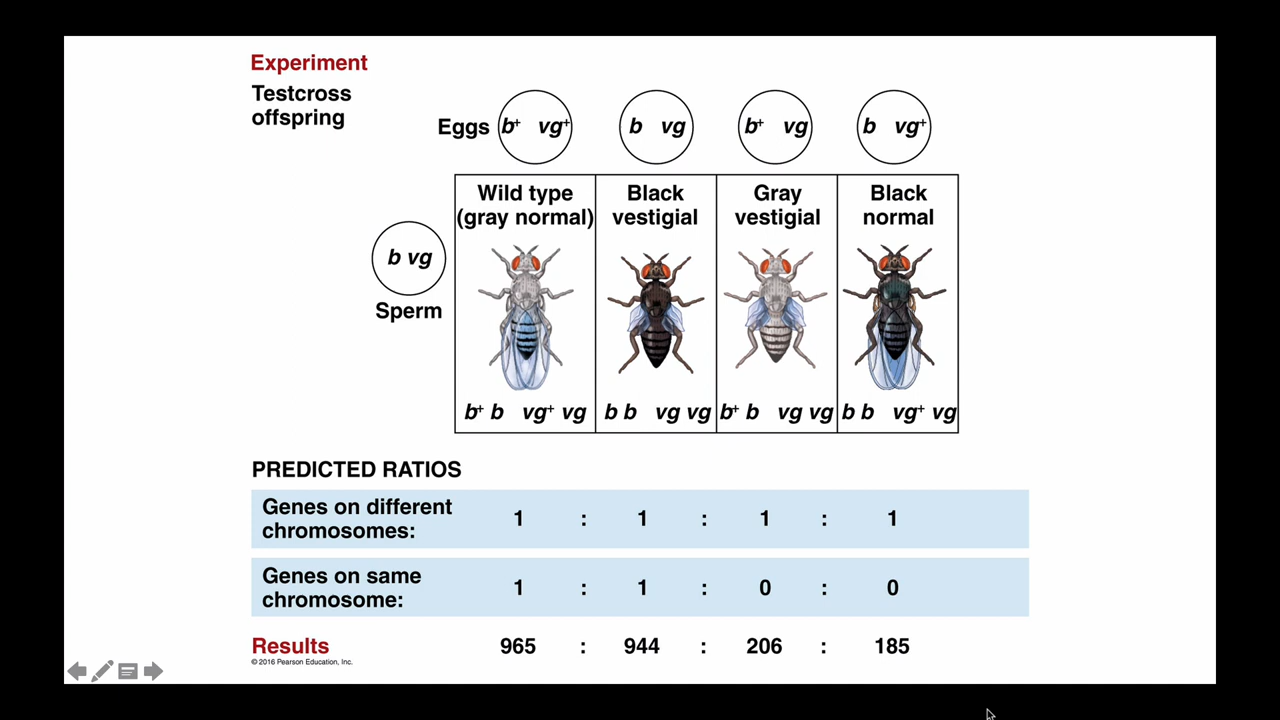 Experiment
Testcross
offspring
Eggs
b⁺ vg⁺
b vg
b⁺ vg
b vg⁺
Wild type
(gray normal)
Black
vestigial
Gray
vestigial
Black
normal
b vg
Sperm
b⁺ b vg⁺ vg
b b vg vg
b⁺ b vg vg
b b vg⁺ vg
PREDICTED RATIOS
Genes on different
chromosomes:
1 : 1 : 1 : 1
Genes on same
chromosome:
1 : 1 : 0 : 0
Results 965 : 944 : 206 : 185
© 2016 Pearson Education, Inc.